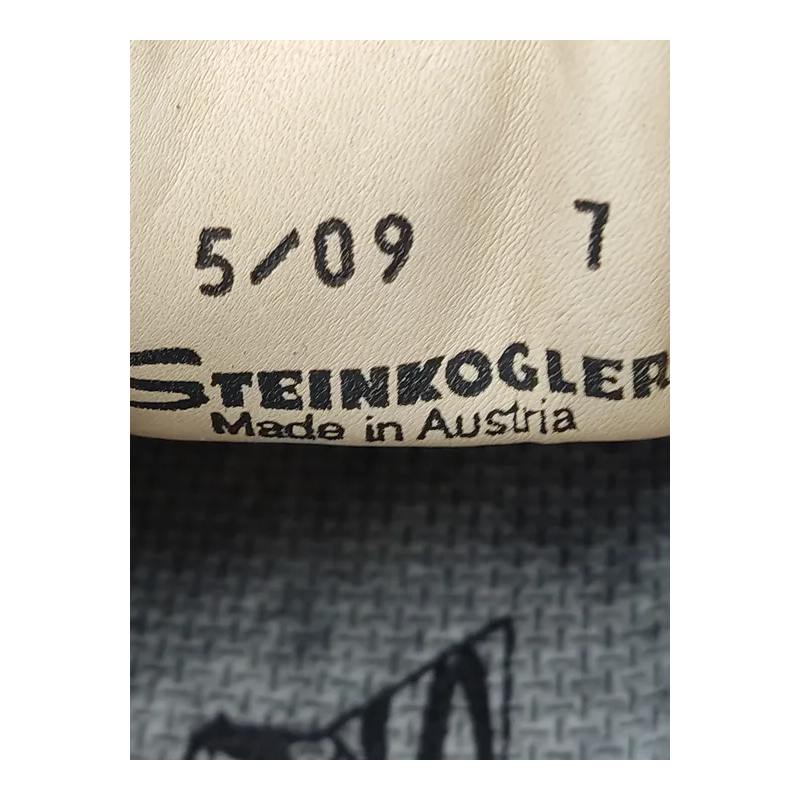 5/09 7
STEINKOGLER
Made in Austria